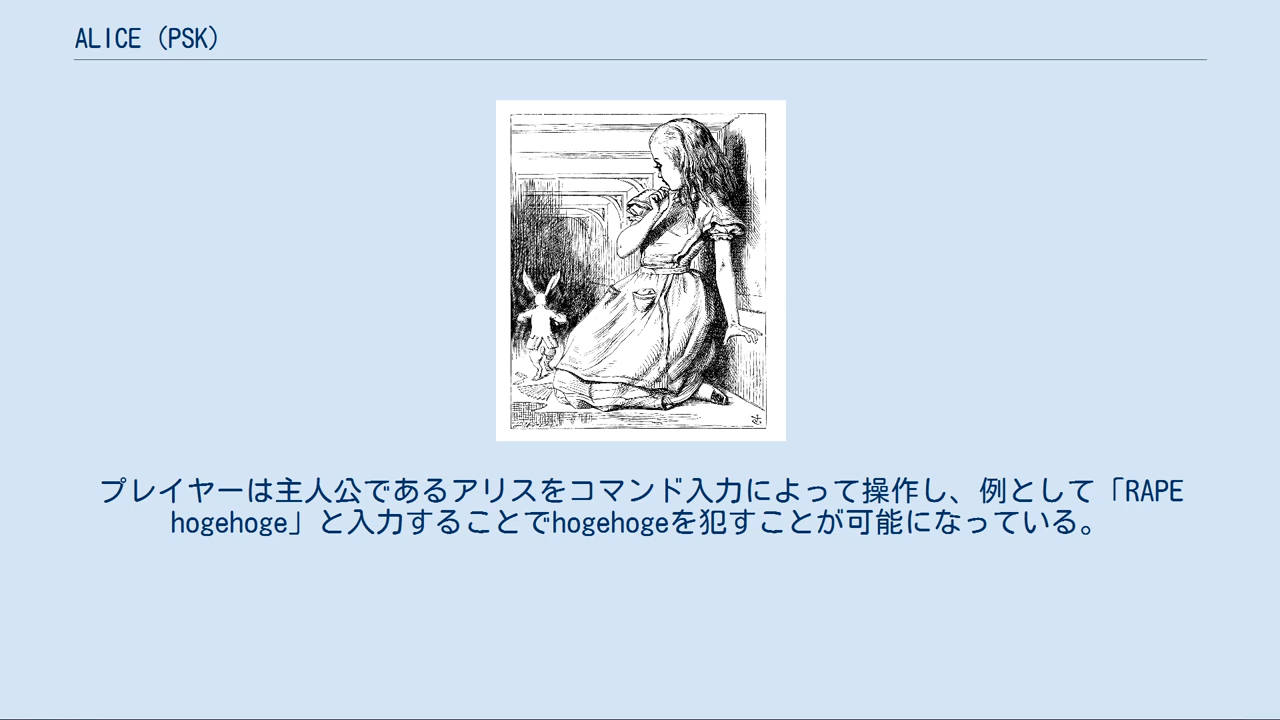 ALICE（PSK）
プレイヤーは主人公であるアリスをコマンド入力によって操作し、例として「RAPE
hogehoge」と入力することでhogehogeを犯すことが可能になっている。